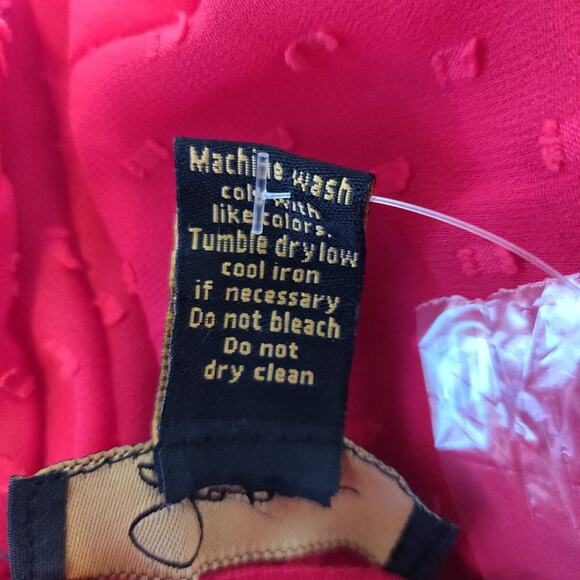 Machine wash
cold with
like colors.
Tumble dry low
cool iron
if necessary
Do not bleach
Do not
dry clean